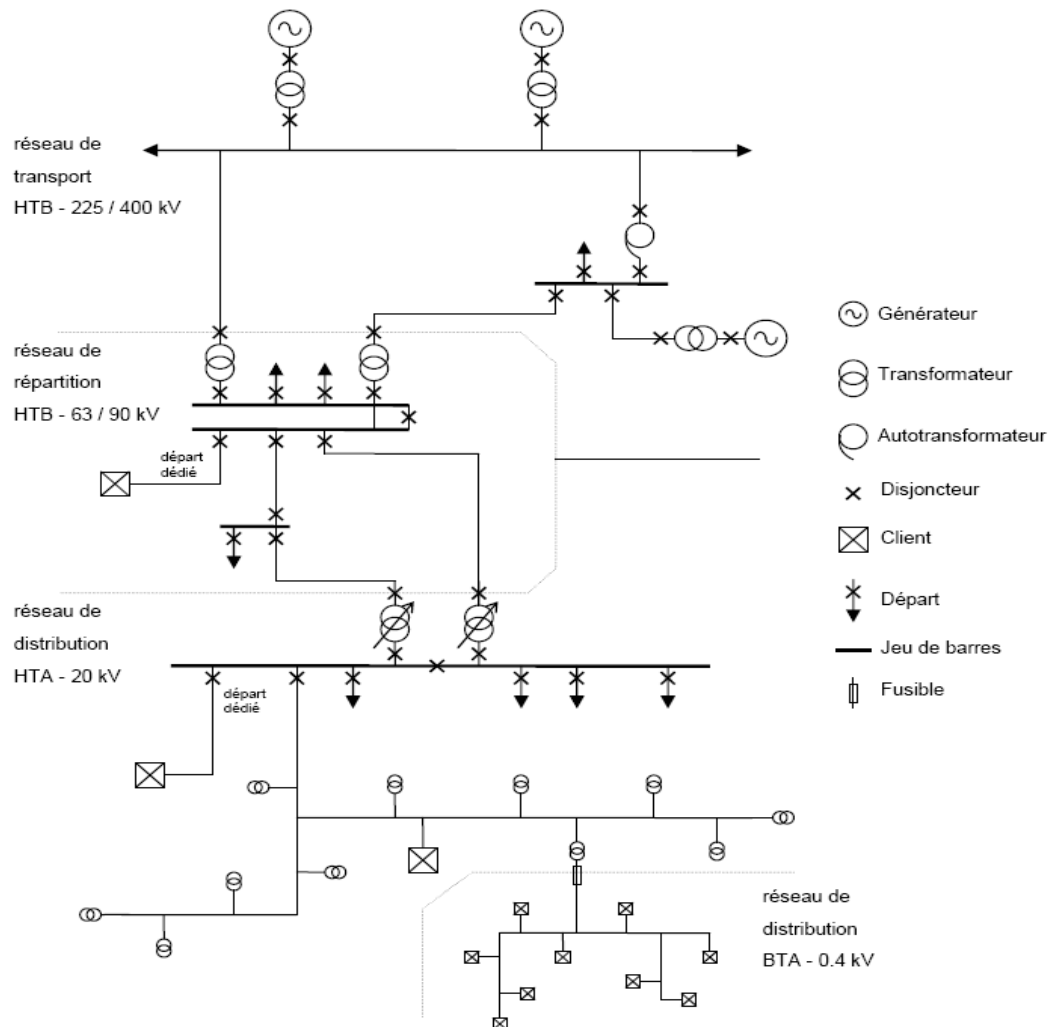 réseau de
transport
HTB - 225 / 400 kV
réseau de
répartition
HTB - 63 / 90 kV
départ
dédié
réseau de
distribution
HTA - 20 kV
départ
dédié
réseau de
distribution
BTA - 0.4 kV
Générateur
Transformateur
Autotransformateur
Disjoncteur
Client
Départ
Jeu de barres
Fusible